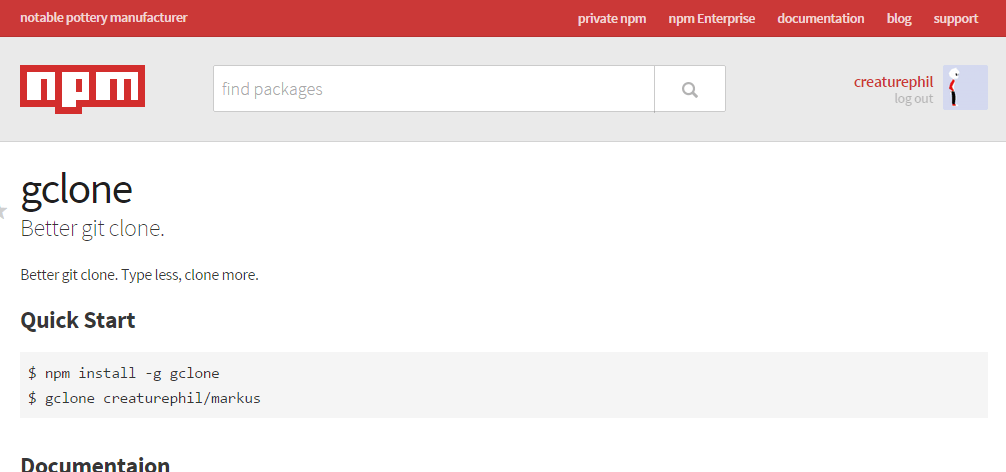 notable pottery manufacturer
private npm npm Enterprise documentation blog support
npm
find packages
creaturephil
log out
gclone
Better git clone.
Better git clone. Type less, clone more.
Quick Start
$ npm install -g gclone
$ gclone creaturephil/markus
Documentaion